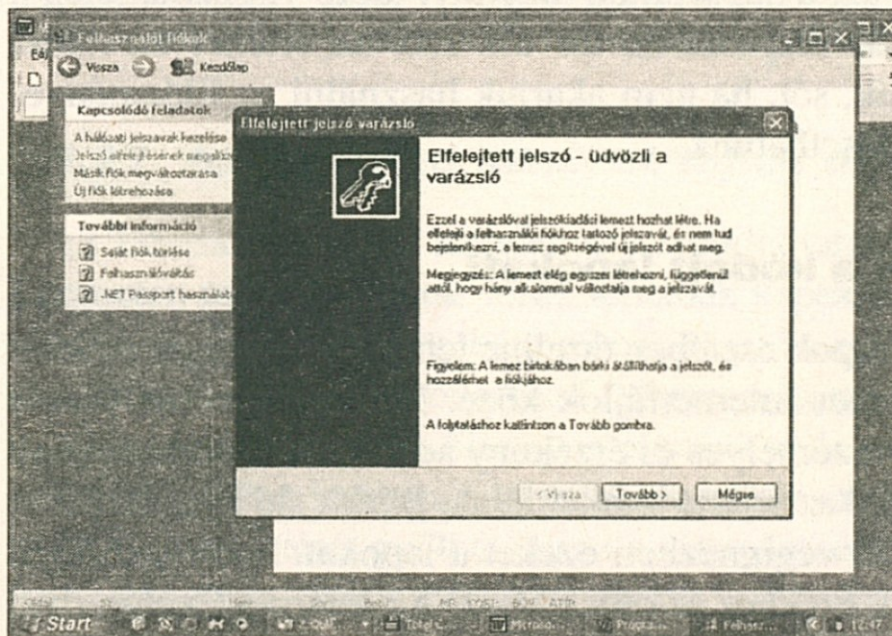 Felhasználói fiókok
Vissza Kezdőlap
Kapcsolódó feladatok
A hálózati jelszavak kezelése
Jelszó elfelejtésének
Másik fiók megváltoztatása
Új fiók létrehozása
További információ
Saját fiók törlése
Felhasználóváltás
.NET Passport
Elfelejtett jelszó varázsló
Elfelejtett jelszó - üdvözli a
varázsló
Ezzel a varázslóval jelszókiadási lemezt hozhat létre. Ha
elfelejti a felhasználói fiókhoz tartozó jelszavát, és nem tud
bejelentkezni, a lemez segítségével új jelszót adhat meg.
Megjegyzés: A lemezt elég egyszer létrehozni, függetlenül
attól, hogy hány alkalommal változtatja meg a jelszavát.
Figyelem: A lemez birtokában bárki átállíthatja a jelszót, és
hozzáférhet a fiókjához.
A folytatáshoz kattintson a Tovább gombra.
< Vissza Tovább > Mégse
Start 12:47